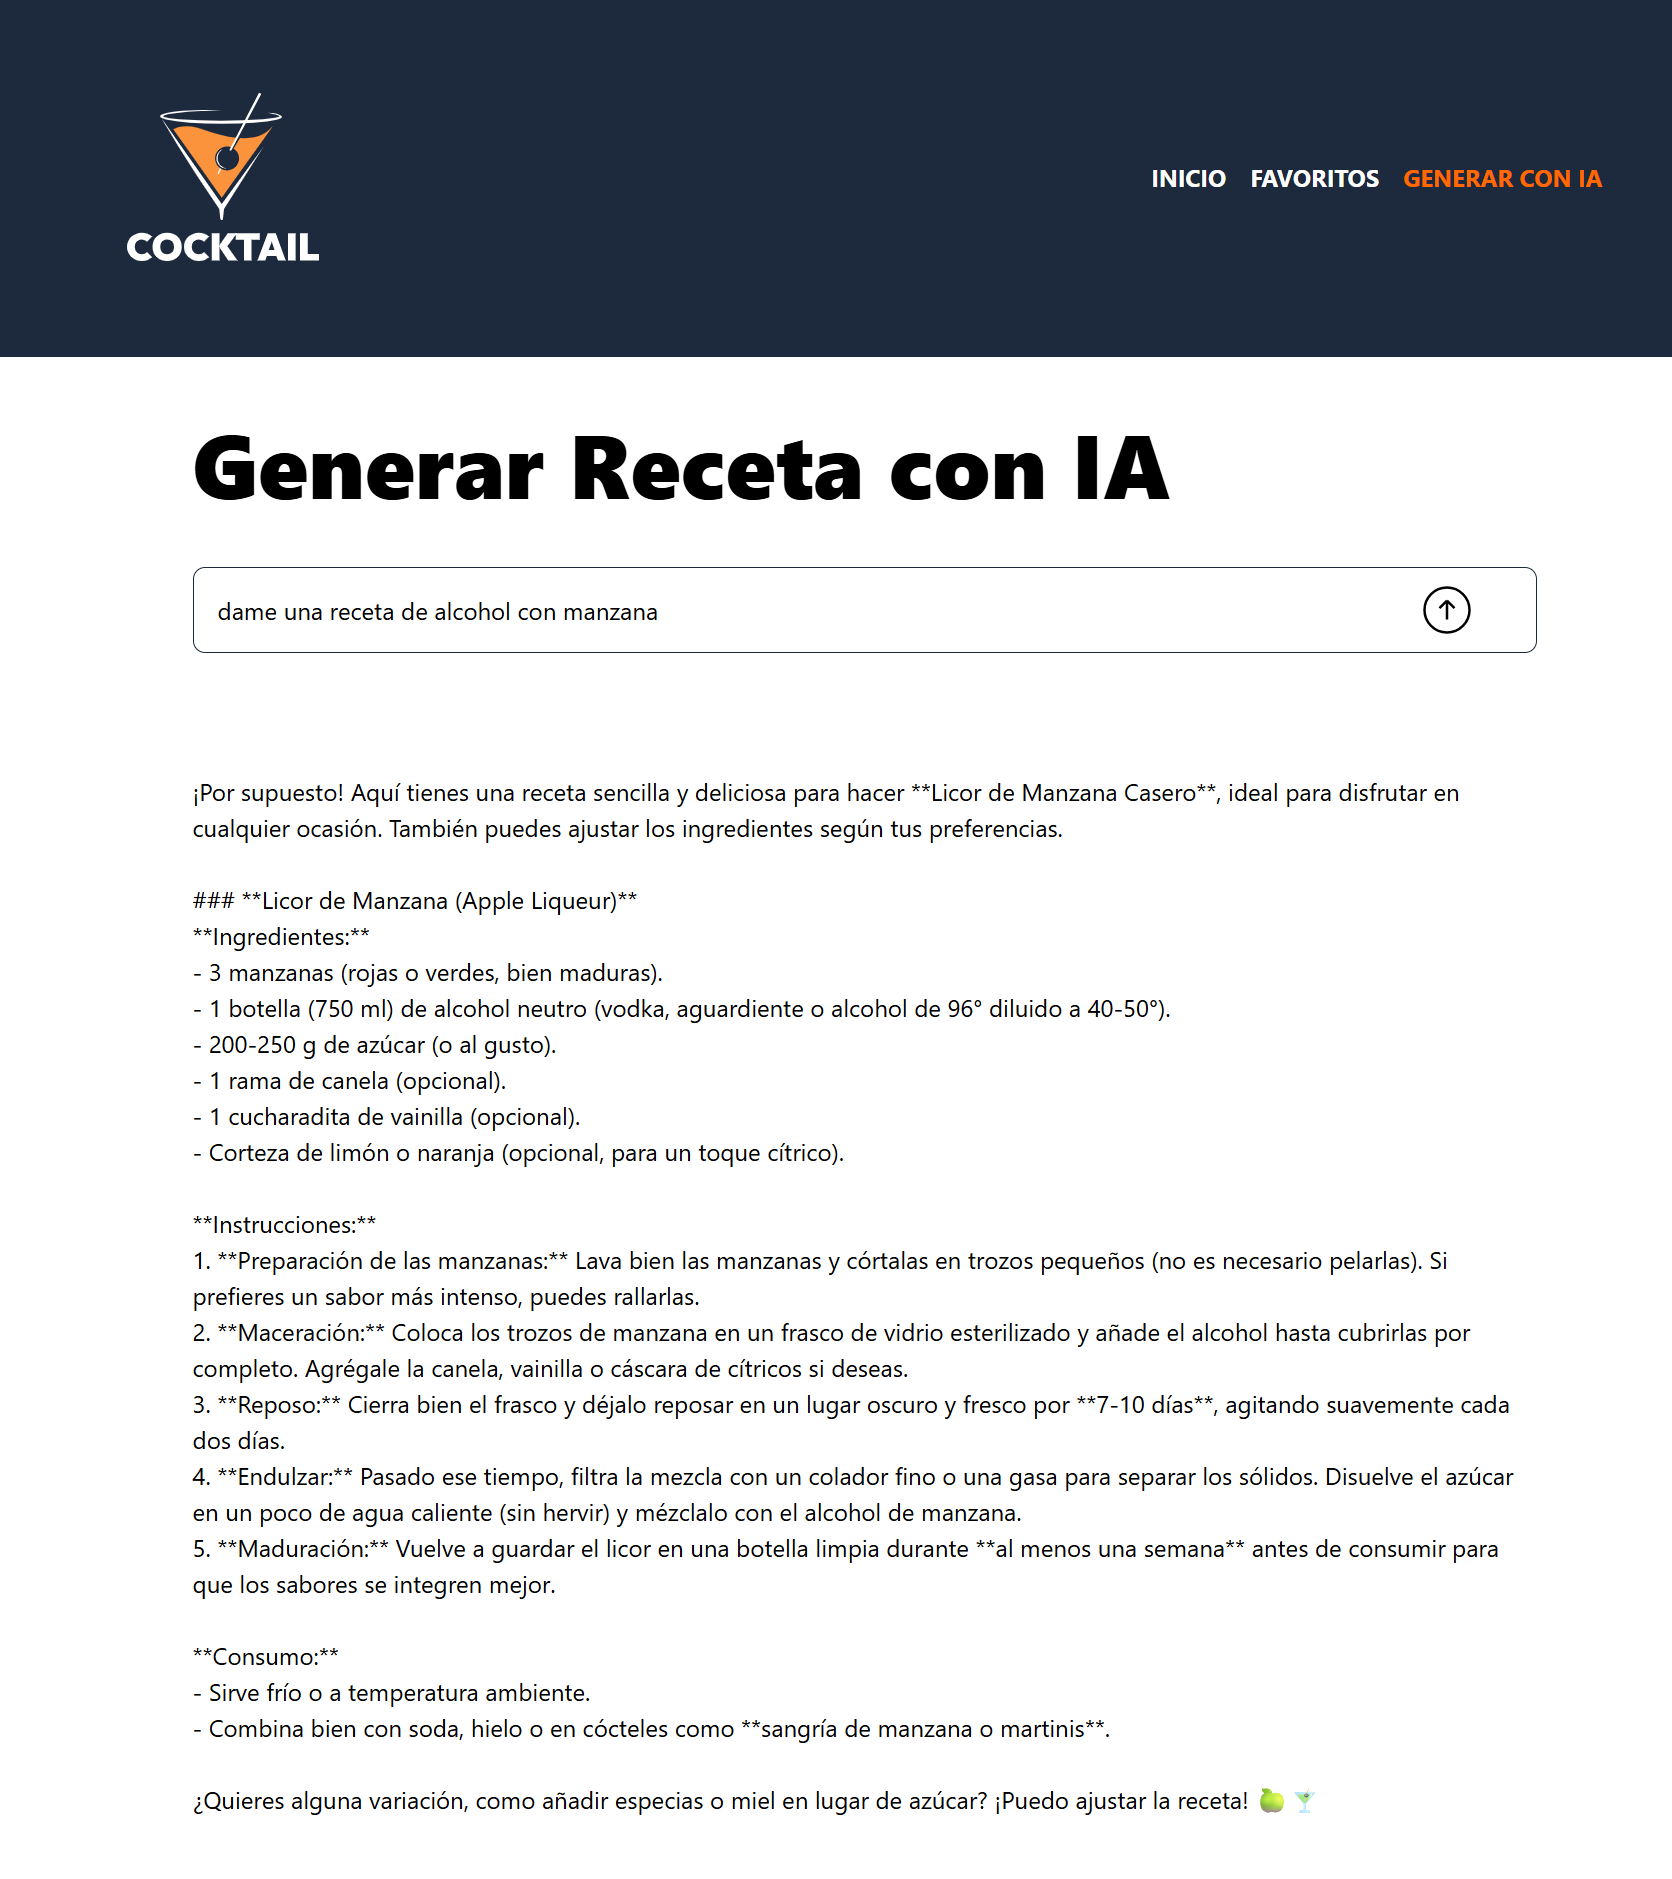 COCKTAIL
INICIO FAVORITOS GENERAR CON IA
Generar Receta con IA
dame una receta de alcohol con manzana
¡Por supuesto! Aquí tienes una receta sencilla y deliciosa para hacer **Licor de Manzana Casero**, ideal para disfrutar en
cualquier ocasión. También puedes ajustar los ingredientes según tus preferencias.
### **Licor de Manzana (Apple Liqueur)**
**Ingredientes:**
- 3 manzanas (rojas o verdes, bien maduras).
- 1 botella (750 ml) de alcohol neutro (vodka, aguardiente o alcohol de 96° diluido a 40-50°).
- 200-250 g de azúcar (o al gusto).
- 1 rama de canela (opcional).
- 1 cucharadita de vainilla (opcional).
- Corteza de limón o naranja (opcional, para un toque cítrico).
**Instrucciones:**
1. **Preparación de las manzanas:** Lava bien las manzanas y córtalas en trozos pequeños (no es necesario pelarlas). Si
prefieres un sabor más intenso, puedes rallarlas.
2. **Maceración:** Coloca los trozos de manzana en un frasco de vidrio esterilizado y añade el alcohol hasta cubrirlas por
completo. Agrégale la canela, vainilla o cáscara de cítricos si deseas.
3. **Reposo:** Cierra bien el frasco y déjalo reposar en un lugar oscuro y fresco por **7-10 días**, agitando suavemente cada
dos días.
4. **Endulzar:** Pasado ese tiempo, filtra la mezcla con un colador fino o una gasa para separar los sólidos. Disuelve el azúcar
en un poco de agua caliente (sin hervir) y mézclalo con el alcohol de manzana.
5. **Maduración:** Vuelve a guardar el licor en una botella limpia durante **al menos una semana** antes de consumir para
que los sabores se integren mejor.
**Consumo:**
- Sirve frío o a temperatura ambiente.
- Combina bien con soda, hielo o en cócteles como **sangría de manzana o martinis**.
¿Quieres alguna variación, como añadir especias o miel en lugar de azúcar? ¡Puedo ajustar la receta! 🍏🍸